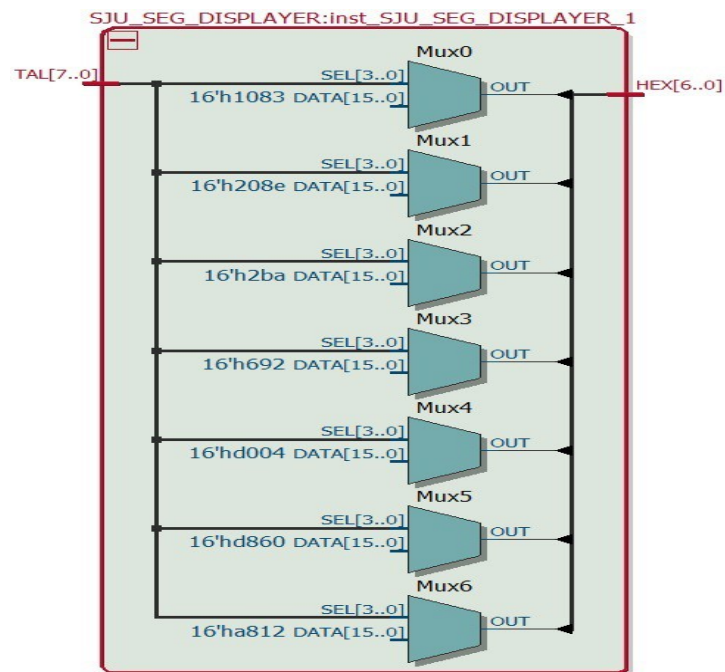 SJU_SEG_DISPLAYER:inst_SJU_SEG_DISPLAYER_1
TAL[7..0]
HEX[6..0]
Mux0
SEL[3..0]
16'h1083 DATA[15..0]
OUT
Mux1
SEL[3..0]
16'h208e DATA[15..0]
OUT
Mux2
SEL[3..0]
16'h2ba DATA[15..0]
OUT
Mux3
SEL[3..0]
16'h692 DATA[15..0]
OUT
Mux4
SEL[3..0]
16'hd004 DATA[15..0]
OUT
Mux5
SEL[3..0]
16'hd860 DATA[15..0]
OUT
Mux6
SEL[3..0]
16'ha812 DATA[15..0]
OUT